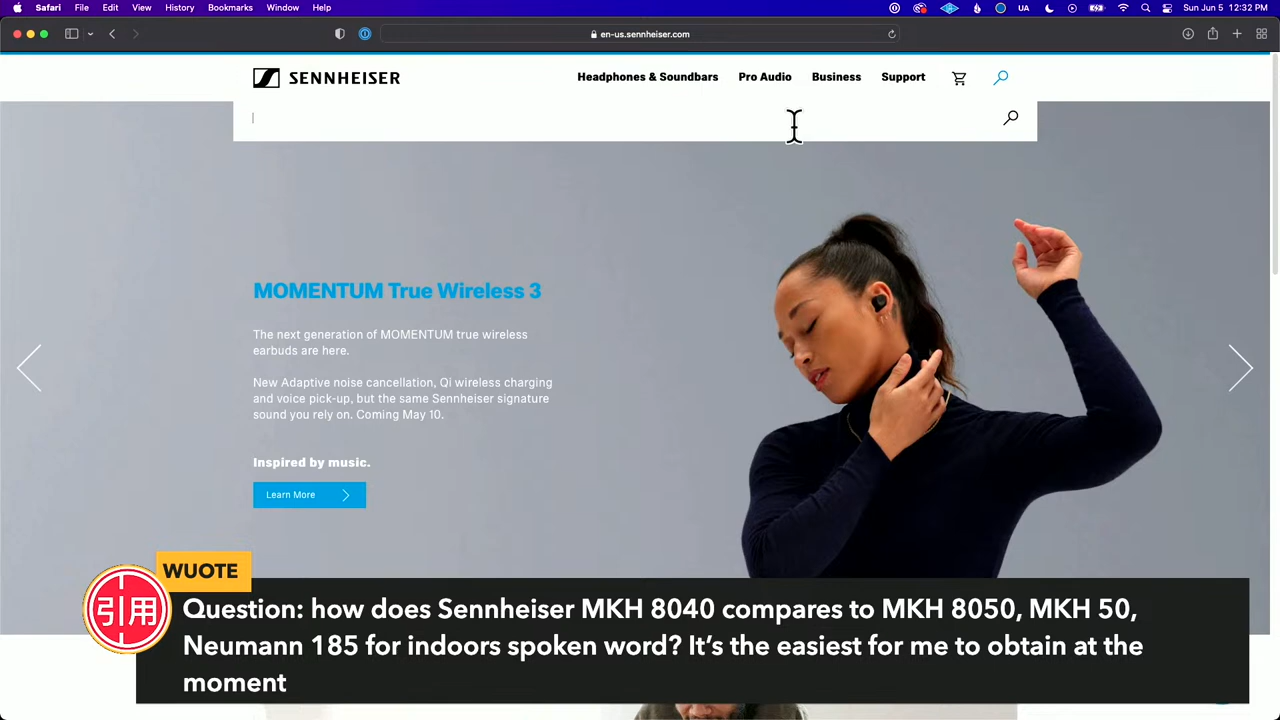 Safari File Edit View History Bookmarks Window Help UA Sun Jun 5 12:32 PM
en-us.sennheiser.com
SENNHEISER Headphones & Soundbars Pro Audio Business Support
MOMENTUM True Wireless 3
The next generation of MOMENTUM true wireless
earbuds are here.
New Adaptive noise cancellation, Qi wireless charging
and voice pick-up, but the same Sennheiser signature
sound you rely on. Coming May 10.
Inspired by music.
Learn More
WUOTE
引用
Question: how does Sennheiser MKH 8040 compares to MKH 8050, MKH 50,
Neumann 185 for indoors spoken word? It’s the easiest for me to obtain at the
moment